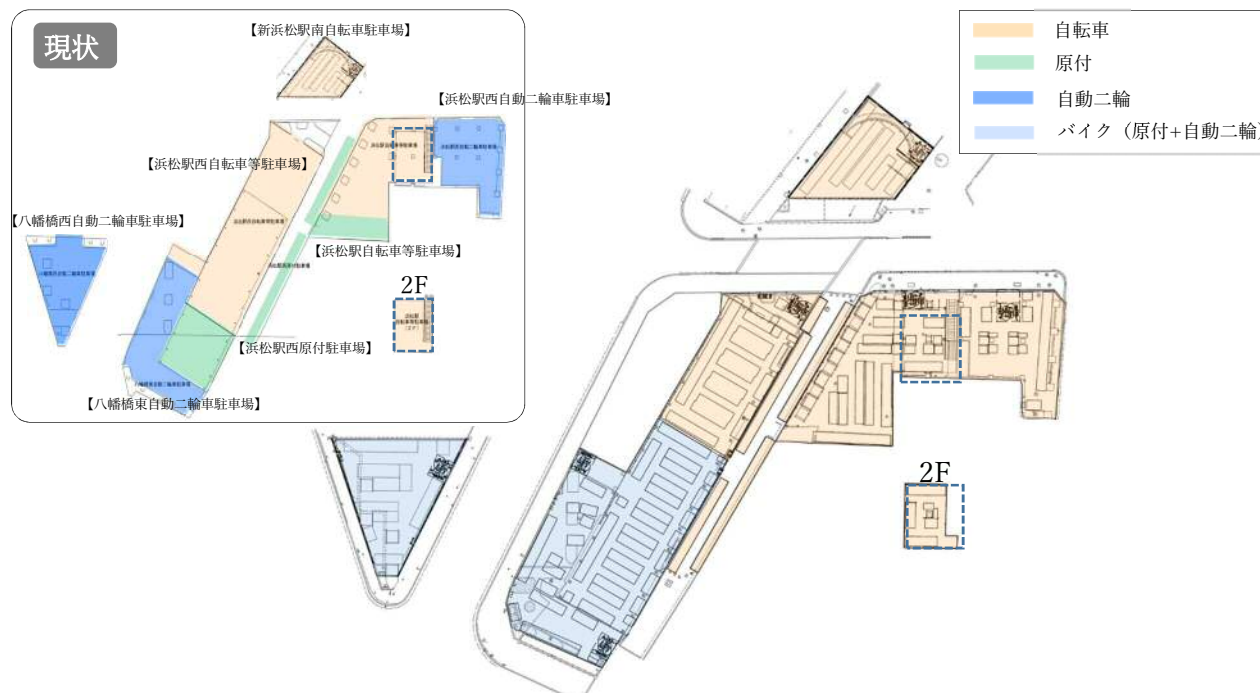 現状
【新浜松駅南自転車駐車場】
【浜松駅西自動二輪車駐車場】
【浜松駅西自転車等駐車場】
【八幡橋西自動二輪車駐車場】
【浜松駅自転車等駐車場】
2F
【浜松駅西原付駐車場】
【八幡橋東自動二輪車駐車場】
自転車
原付
自動二輪
バイク（原付+自動二輪）
2F